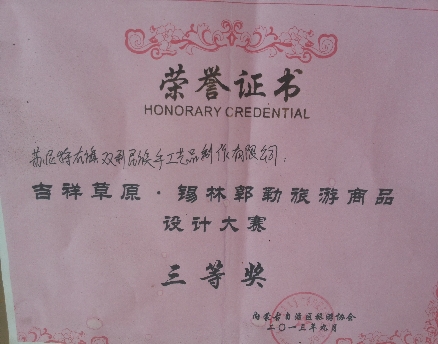 荣誉证书
HONORARY CREDENTIAL
苏尼特右旗双利民族手工艺品制作有限公司：
吉祥草原·锡林郭勒旅游商品
设计大赛
三等奖
内蒙古自治区旅游协会
二〇一三年九月